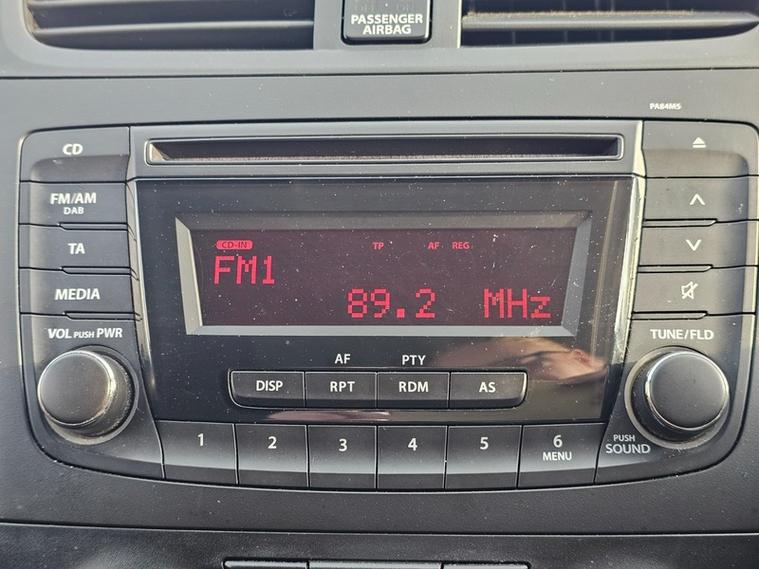 PASSENGER
AIRBAG
PA84M5
CD
FM/AM
DAB
TA
MEDIA
VOL PUSH PWR
CD-IN TP AF REG
FM1
89.2 MHz
TUNE/FLD
AF PTY
DISP RPT RDM AS
1 2 3 4 5 6
MENU
PUSH
SOUND